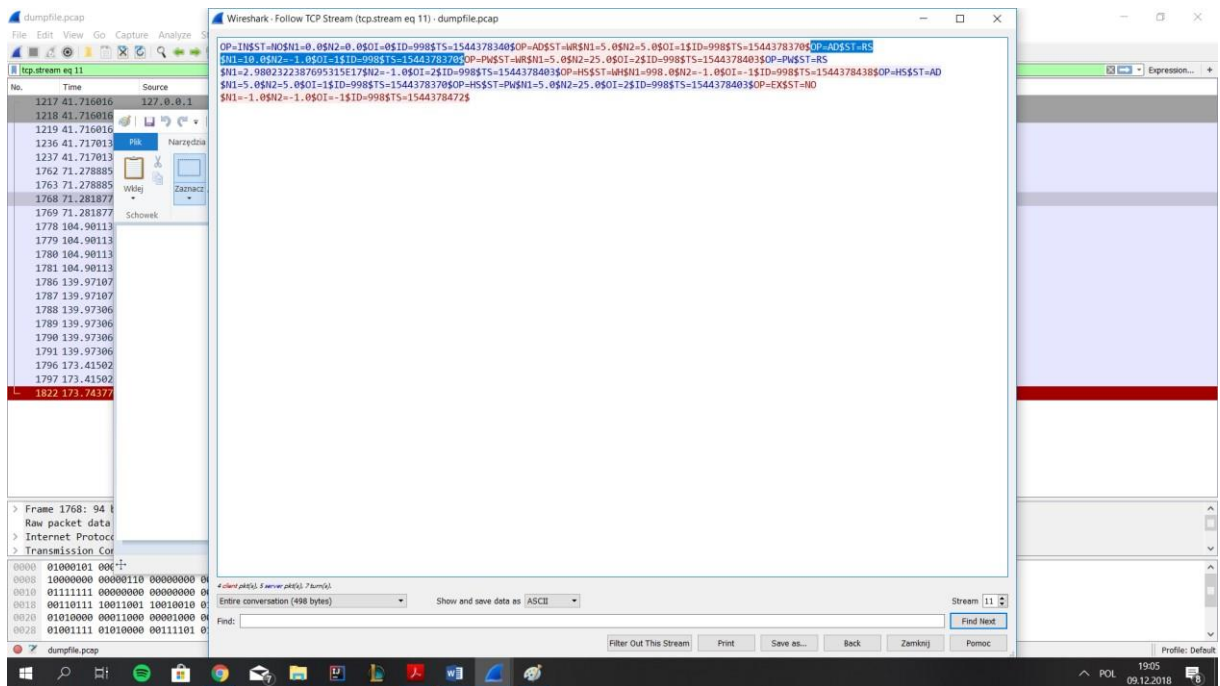 dumpfile.pcap
Wireshark · Follow TCP Stream (tcp.stream eq 11) · dumpfile.pcap
File Edit View Go Capture Analyze
OP=IN$ST=NO$N1=0.0$N2=0.0$OI=0$ID=998$TS=1544378340$OP=AD$ST=WR$N1=5.0$N2=5.0$OI=1$ID=998$TS=1544378370$OP=AD$ST=RS
$N1=10.0$N2=-1.0$OI=1$ID=998$TS=1544378370$OP=PW$ST=WR$N1=5.0$N2=25.0$OI=2$ID=998$TS=1544378403$OP=PW$ST=RS
$N1=2.9802322387695315E17$N2=-1.0$OI=2$ID=998$TS=1544378403$OP=HS$ST=WH$N1=998.0$N2=-1.0$OI=-1$ID=998$TS=1544378438$OP=HS$ST=AD
$N1=5.0$N2=5.0$OI=1$ID=998$TS=1544378370$OP=HS$ST=PW$N1=5.0$N2=25.0$OI=2$ID=998$TS=1544378403$OP=EX$ST=NO
$N1=-1.0$N2=-1.0$OI=-1$ID=998$TS=1544378472$
tcp.stream eq 11
Expression... +
No. Time Source
1217 41.716016 127.0.0.1
1218 41.716016
1219 41.716016
1236 41.717013
1237 41.717013
1762 71.278885
1763 71.278885
1768 71.281877
1769 71.281877
1778 104.90113
1779 104.90113
1780 104.90113
1781 104.90113
1786 139.97107
1787 139.97107
1788 139.97306
1789 139.97306
1790 139.97306
1791 139.97306
1796 173.41502
1797 173.41502
1822 173.74377
Plik Narzędzia
Wklej
Zaznacz
Schowek
> Frame 1768: 94
Raw packet data
> Internet Protoco
> Transmission Con
0000 01000101
0008 10000000 00000110 00000000
0010 01111111 00000000 00000000
0018 00110111 10011001 10010010
0020 01010000 00011000 00001000
0028 01001111 01010000 00111101
4 client pkt(s), 5 server pkt(s), 7 turn(s).
Entire conversation (498 bytes)
Show and save data as ASCII
Stream 11
Find:
Find Next
Filter Out This Stream
Print
Save as...
Back
Zamknij
Pomoc
dumpfile.pcap
Profile: Default
POL
19:05
09.12.2018